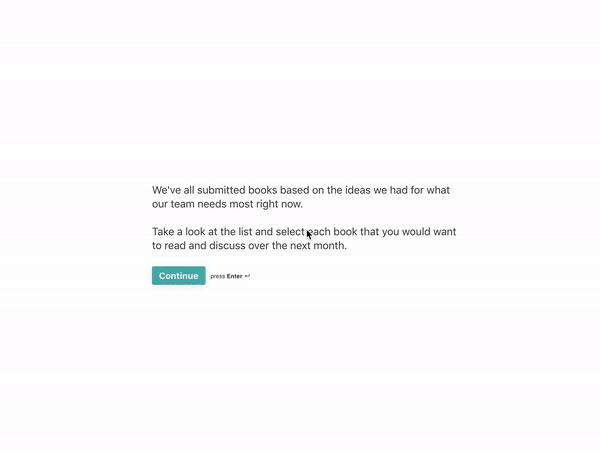 We've all submitted books based on the ideas we had for what
our team needs most right now.
Take a look at the list and select each book that you would want
to read and discuss over the next month.
Continue press Enter ↵